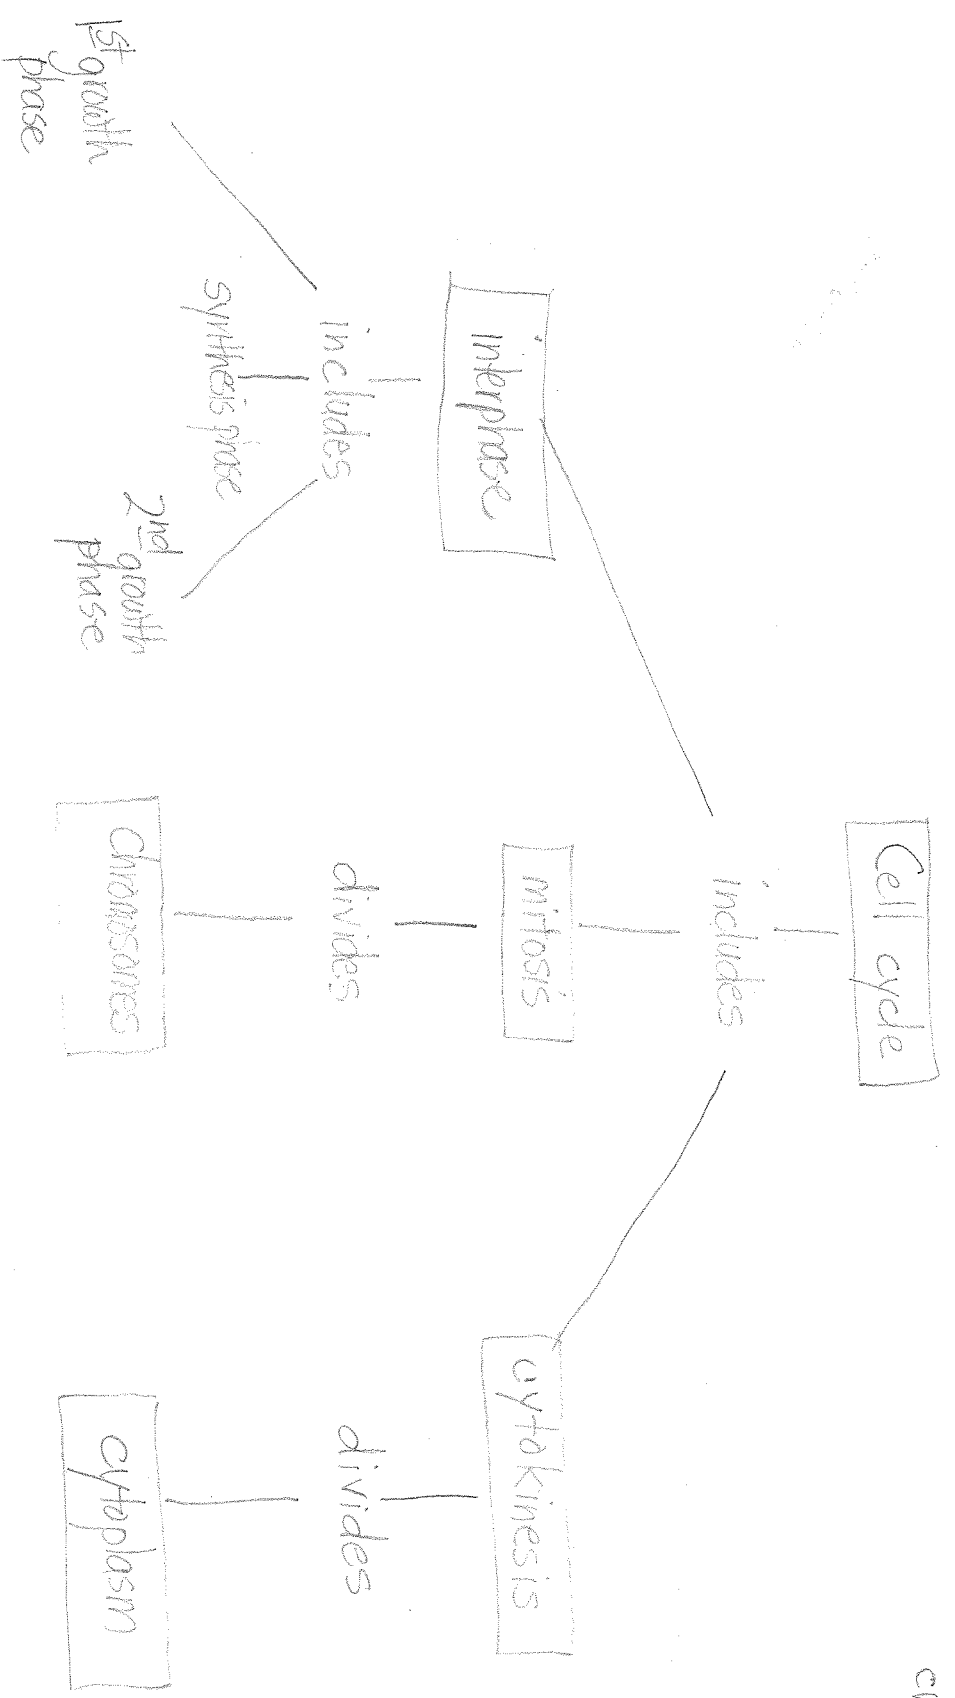 Cell cycle
includes
interphase
mitosis
cytokinesis
includes
divides
divides
1st growth
phase
synthesis phase
2nd growth
phase
chromosomes
cytoplasm